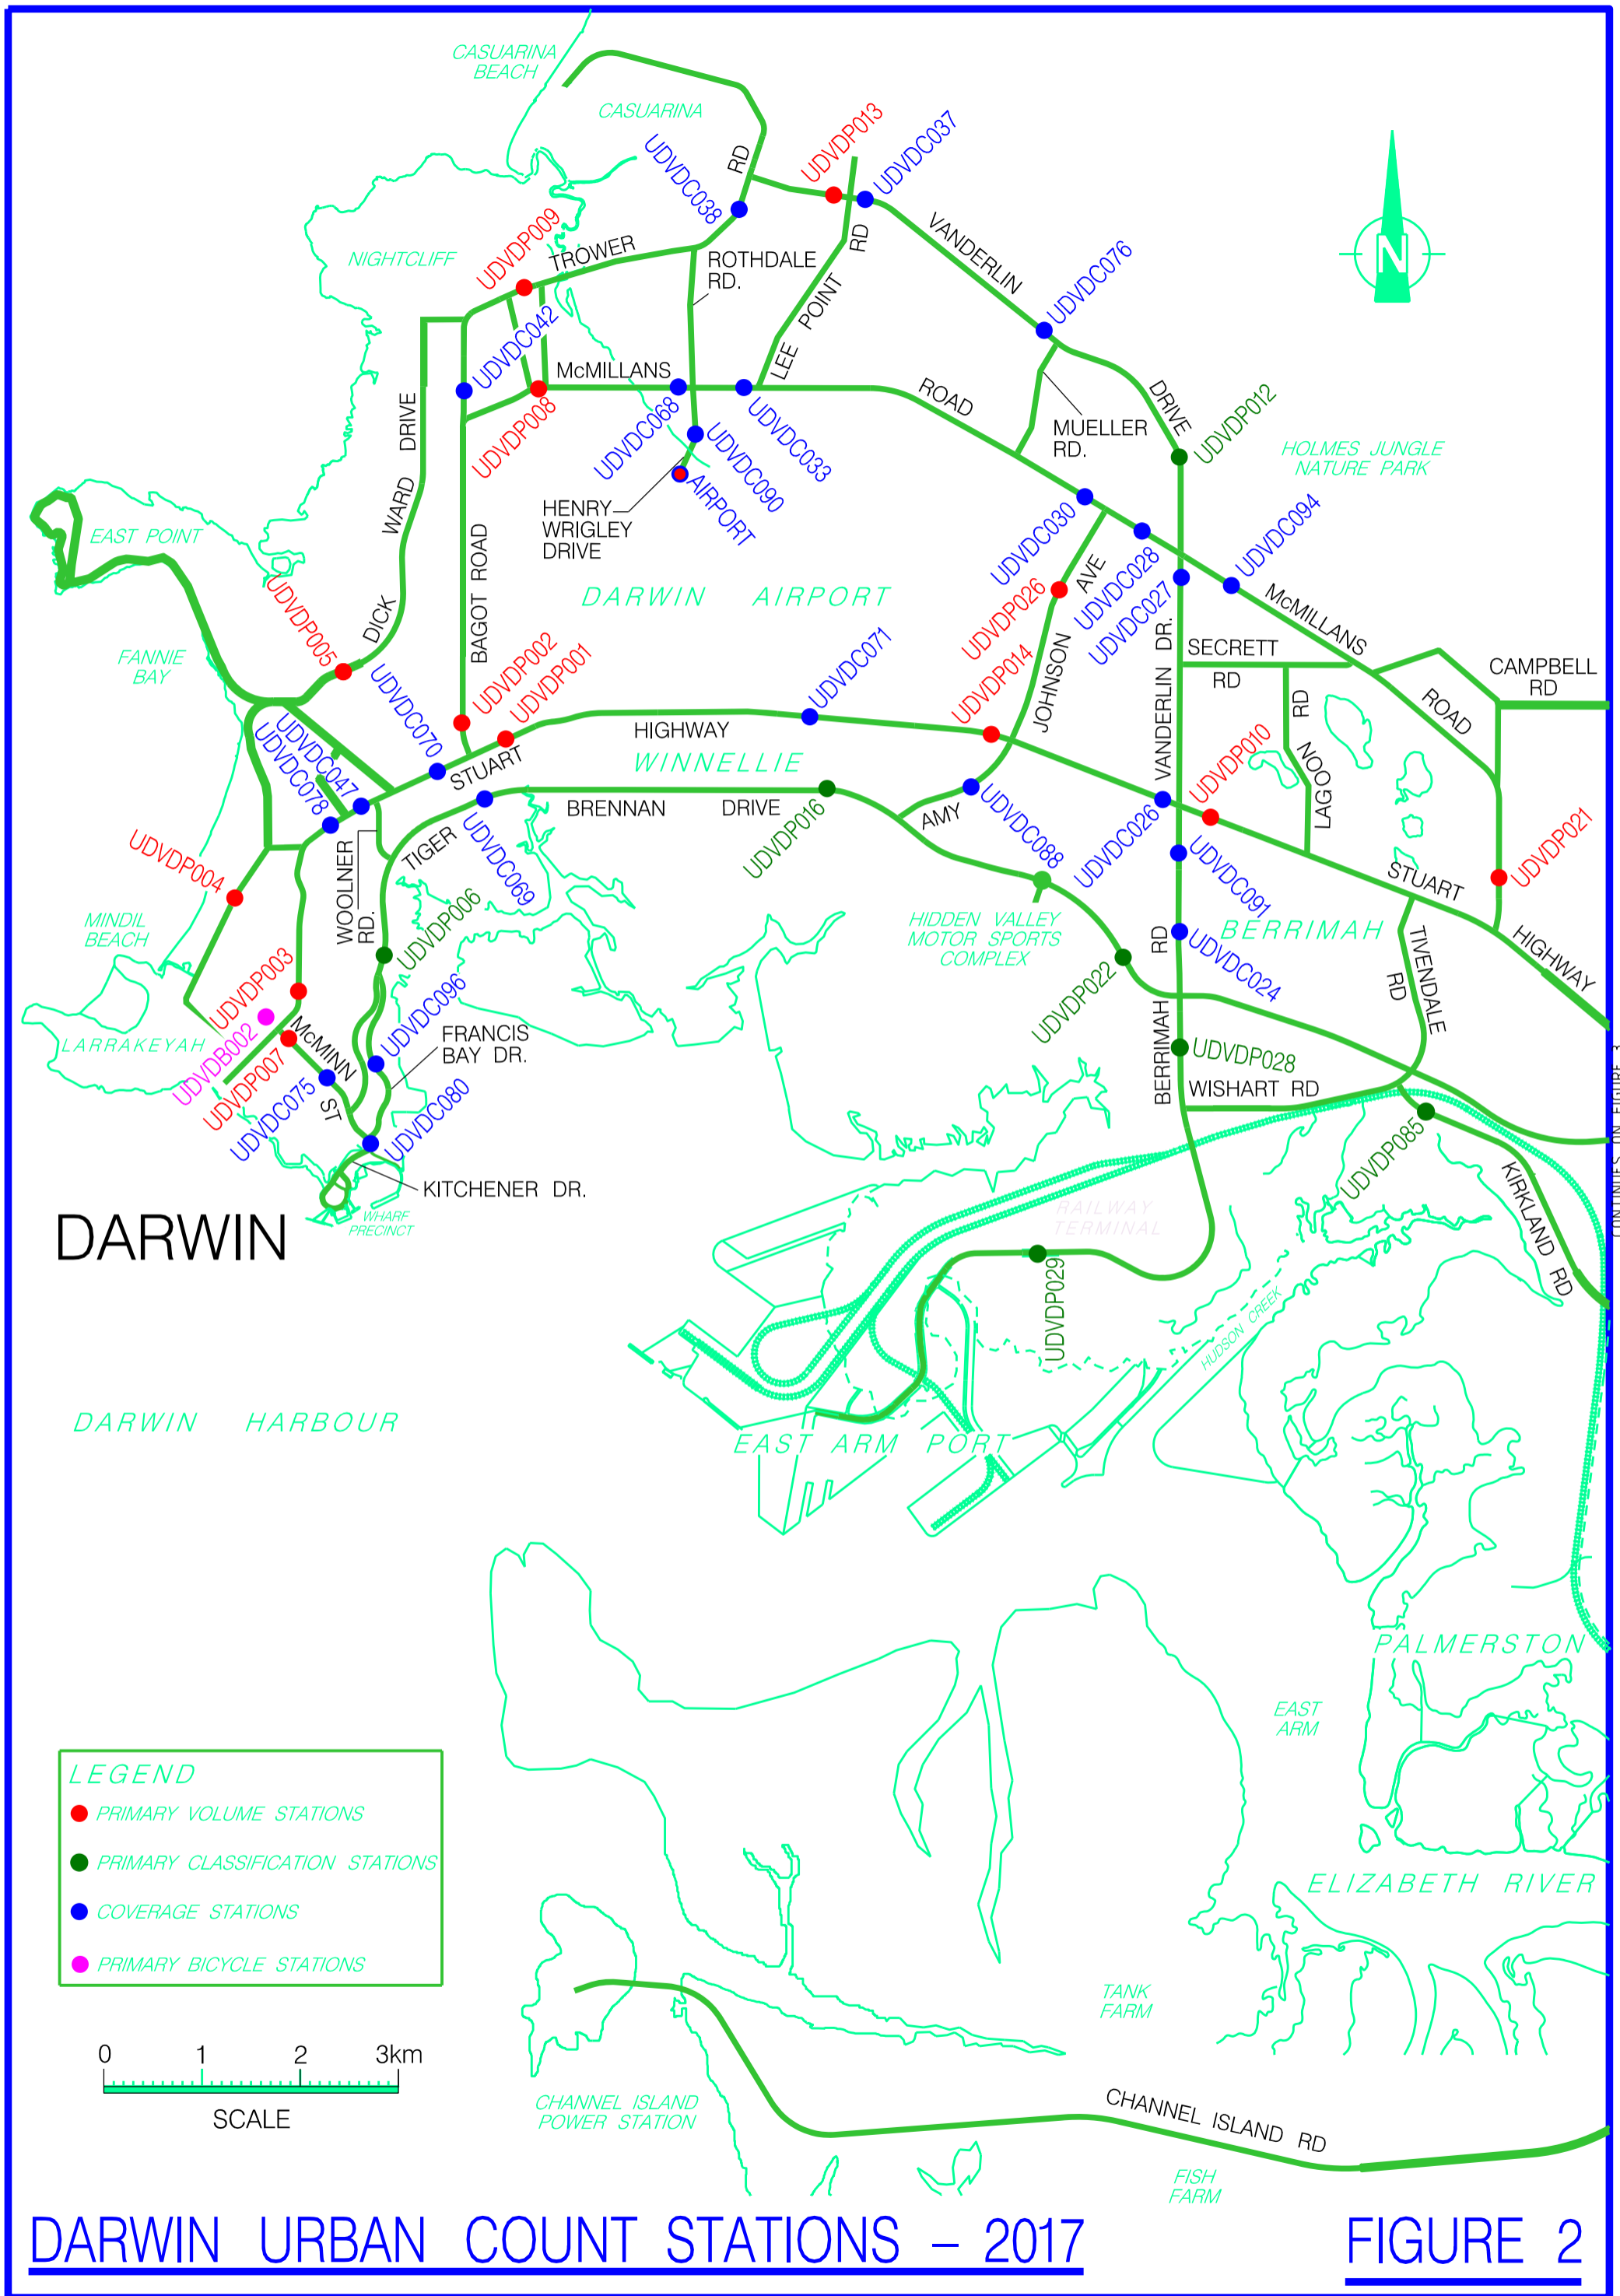 CASUARINA
BEACH
CASUARINA
NIGHTCLIFF
UDVDP013
UDVDC037
UDVDC038
RD
UDVDP009
TROWER
ROTHDALE
RD.
LEE POINT RD
VANDERLIN
UDVDC076
N
UDVDC042
McMILLANS
ROAD
DRIVE
UDVDP012
HOLMES JUNGLE
NATURE PARK
UDVDP008
UDVDC068
UDVDC090
UDVDC033
AIRPORT
MUELLER
RD.
HENRY
WRIGLEY
DRIVE
EAST POINT
DICK WARD DRIVE
BAGOT ROAD
UDVDC030
UDVDC028
UDVDC094
UDVDP026
UDVDC027
DARWIN AIRPORT
JOHNSON AVE
McMILLANS
ROAD
UDVDP005
FANNIE
BAY
UDVDP002
UDVDP001
UDVDC071
UDVDP014
VANDERLIN DR.
SECRETT
RD
CAMPBELL
RD
LAGOON RD
UDVDC070
UDVDC047
UDVDC078
STUART
HIGHWAY
WINNELLIE
UDVDP010
BRENNAN DRIVE
TIGER
UDVDC069
UDVDP016
AMY
UDVDC088
UDVDC026
UDVDC091
STUART
HIGHWAY
UDVDP021
UDVDP004
WOOLNER
RD.
UDVDP006
MINDIL
BEACH
HIDDEN VALLEY
MOTOR SPORTS
COMPLEX
BERRIMAH
UDVDC024
TIVENDALE
RD
UDVDP003
UDVDB002
UDVDP007
UDVDC096
UDVDP022
LARRAKEYAH
McMINN
ST
FRANCIS
BAY DR.
BERRIMAH RD
UDVDP028
WISHART RD
UDVDC075
UDVDC080
UDVDP085
KITCHENER DR.
KIRKLAND RD
CONTINUES ON FIGURE
WHARF
PRECINCT
DARWIN
RAILWAY
TERMINAL
UDVDP029
HUDSON CREEK
DARWIN HARBOUR
EAST ARM PORT
PALMERSTON
EAST
ARM
LEGEND
PRIMARY VOLUME STATIONS
PRIMARY CLASSIFICATION STATIONS
COVERAGE STATIONS
PRIMARY BICYCLE STATIONS
ELIZABETH RIVER
TANK
FARM
0 1 2 3km
SCALE
CHANNEL ISLAND
POWER STATION
CHANNEL ISLAND RD
FISH
FARM
DARWIN URBAN COUNT STATIONS – 2017
FIGURE 2